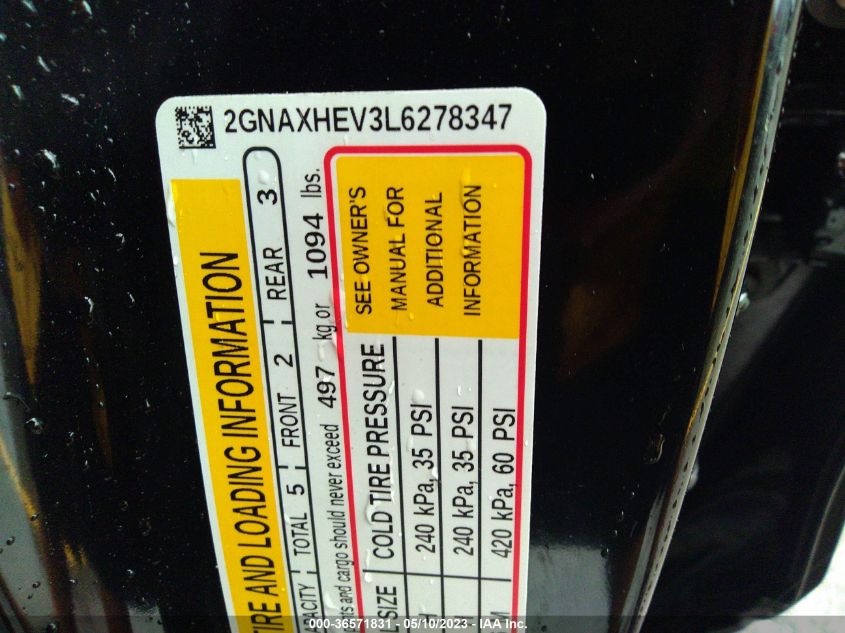 2GNAXHEV3L6278347
TIRE AND LOADING INFORMATION
TOTAL 5 FRONT 2 REAR 3
and cargo should never exceed 497 kg or 1094 lbs.
SIZE COLD TIRE PRESSURE
240 kPa, 35 PSI
240 kPa, 35 PSI
420 kPa, 60 PSI
SEE OWNER'S
MANUAL FOR
ADDITIONAL
INFORMATION
000-36571831 - 05/10/2023 - IAA Inc.